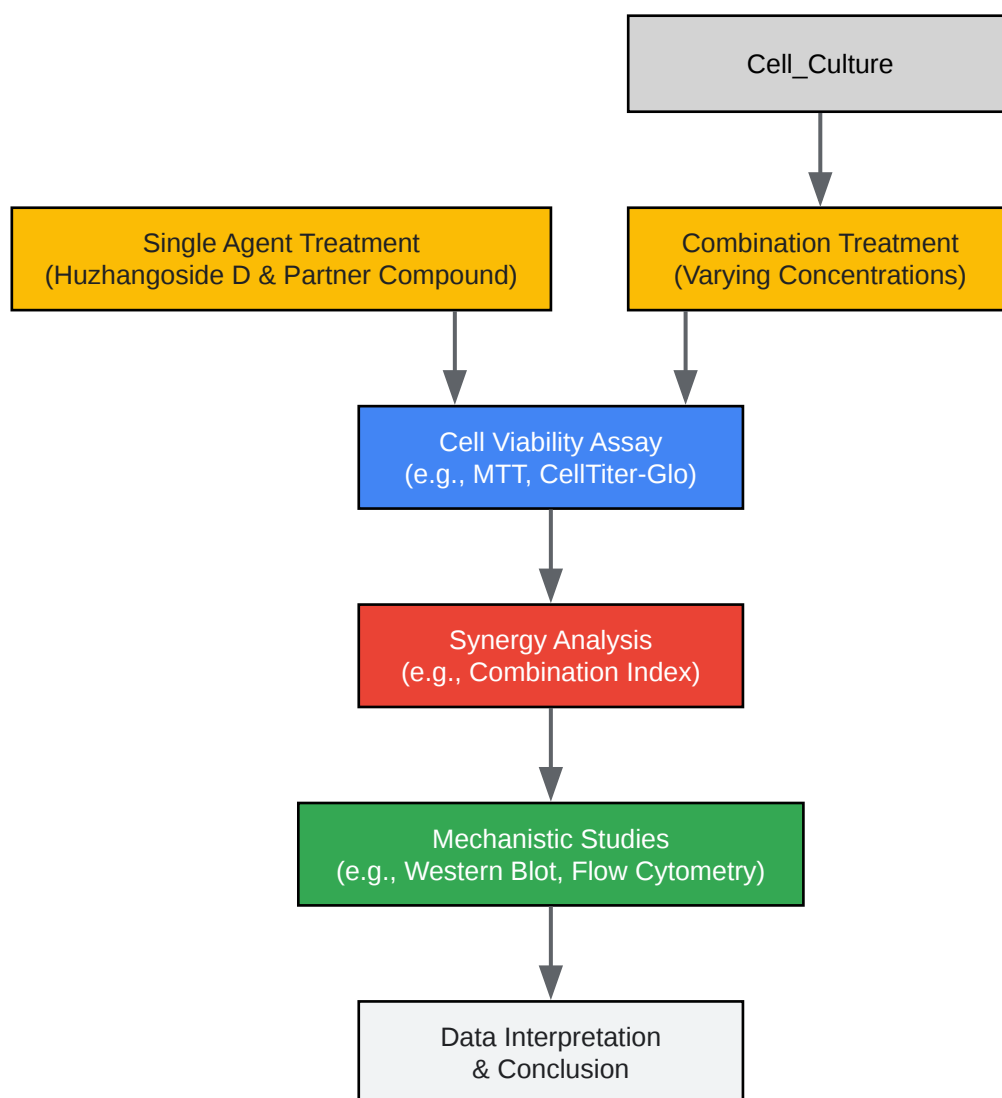 Cell_Culture
Single Agent Treatment
(Huzhangoside D & Partner Compound)
Combination Treatment
(Varying Concentrations)
Cell Viability Assay
(e.g., MTT, CellTiter-Glo)
Synergy Analysis
(e.g., Combination Index)
Mechanistic Studies
(e.g., Western Blot, Flow Cytometry)
Data Interpretation
& Conclusion